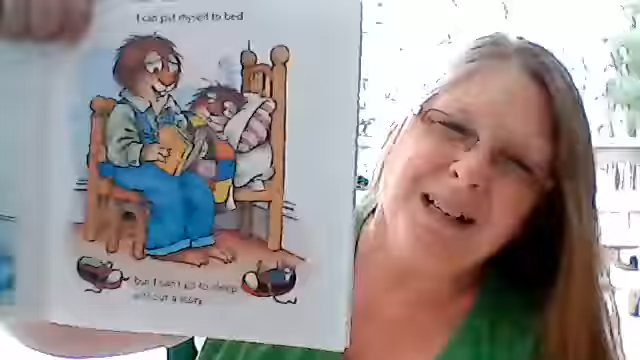 I can put myself to bed
but I can't go to sleep
without a story.